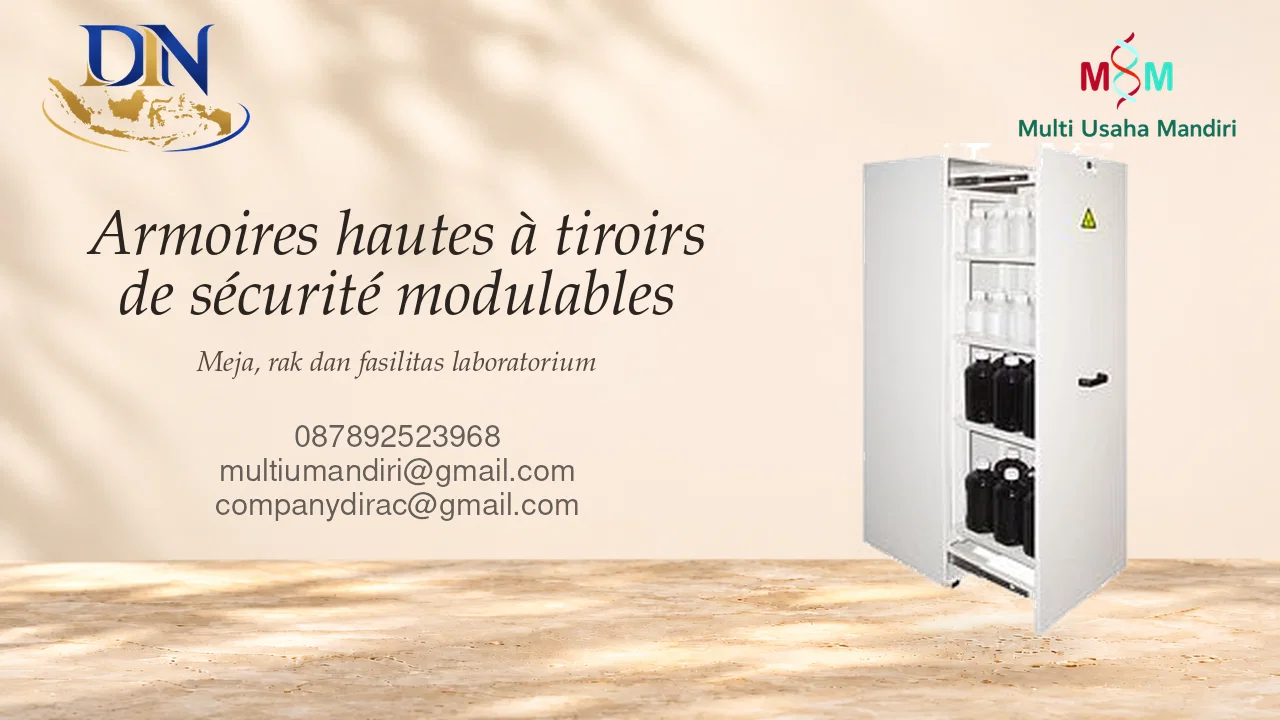 DIN
M M
Multi Usaha Mandiri
Armoires hautes à tiroirs
de sécurité modulables
Meja, rak dan fasilitas laboratorium
087892523968
multiumandiri@gmail.com
companydirac@gmail.com